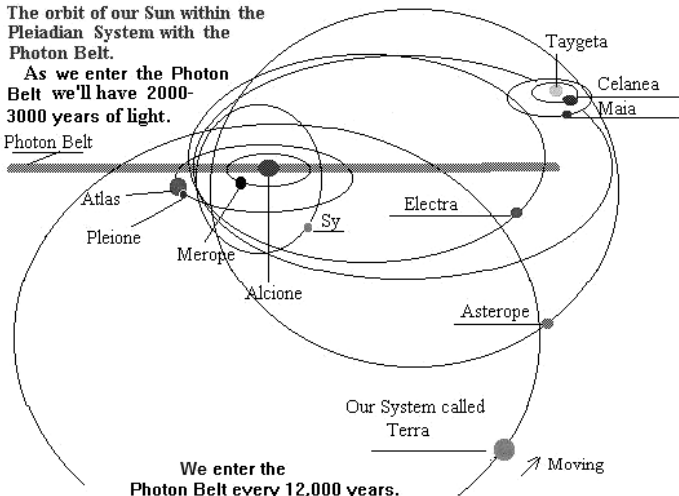 The orbit of our Sun within the
Pleiadian System with the
Photon Belt.
As we enter the Photon
Belt we'll have 2000-
3000 years of light.
Photon Belt
Taygeta
Celanea
Maia
Atlas
Pleione
Merope
Sy
Alcione
Electra
Asterope
Our System called
Terra
Moving
We enter the
Photon Belt every 12,000 years.